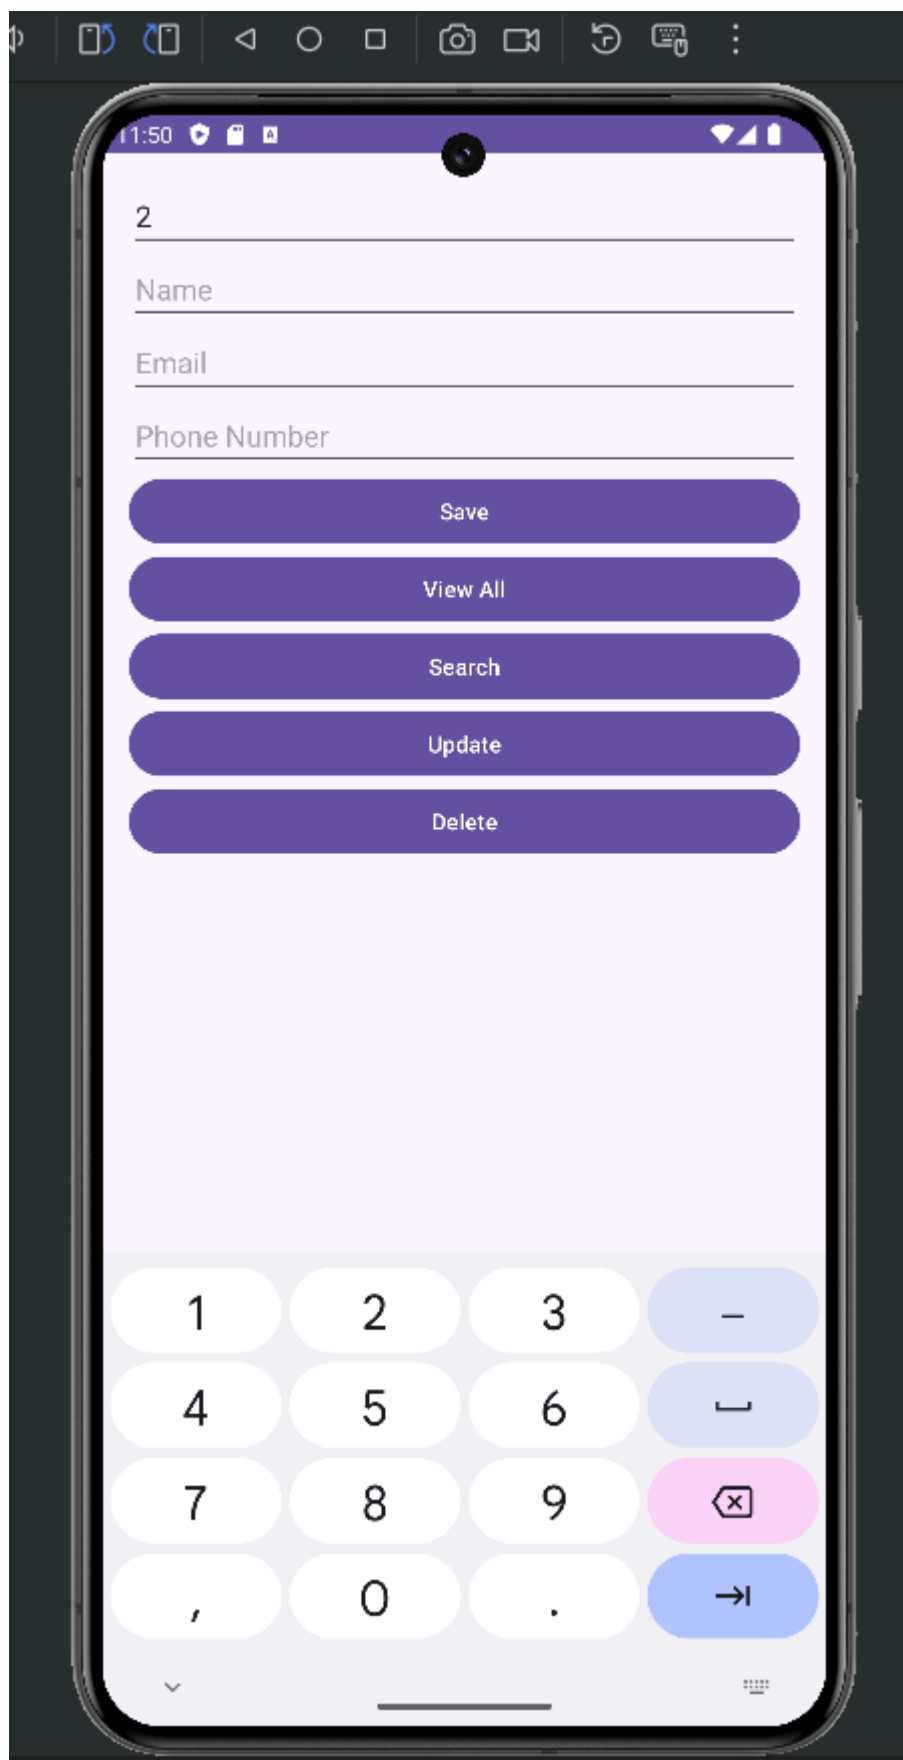 11:50
2
Name
Email
Phone Number
Save
View All
Search
Update
Delete
1 2 3 –
4 5 6
7 8 9
, 0 .